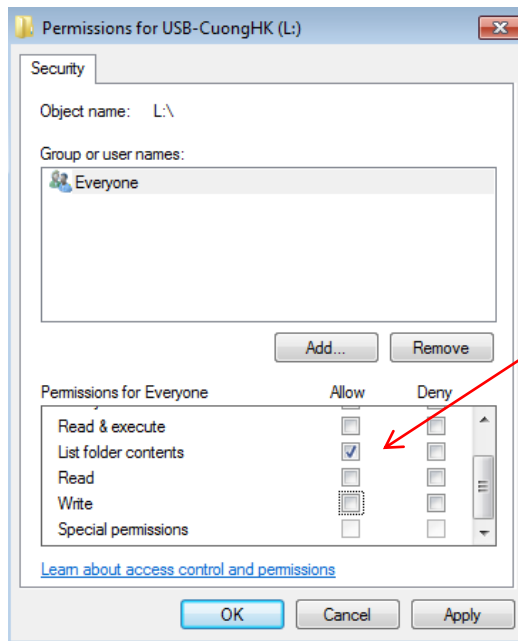 Permissions for USB-CuongHK (L:)
Security
Object name: L:\
Group or user names:
Everyone
Add... Remove
Permissions for Everyone Allow Deny
Read & execute
List folder contents
Read
Write
Special permissions
Learn about access control and permissions
OK Cancel Apply